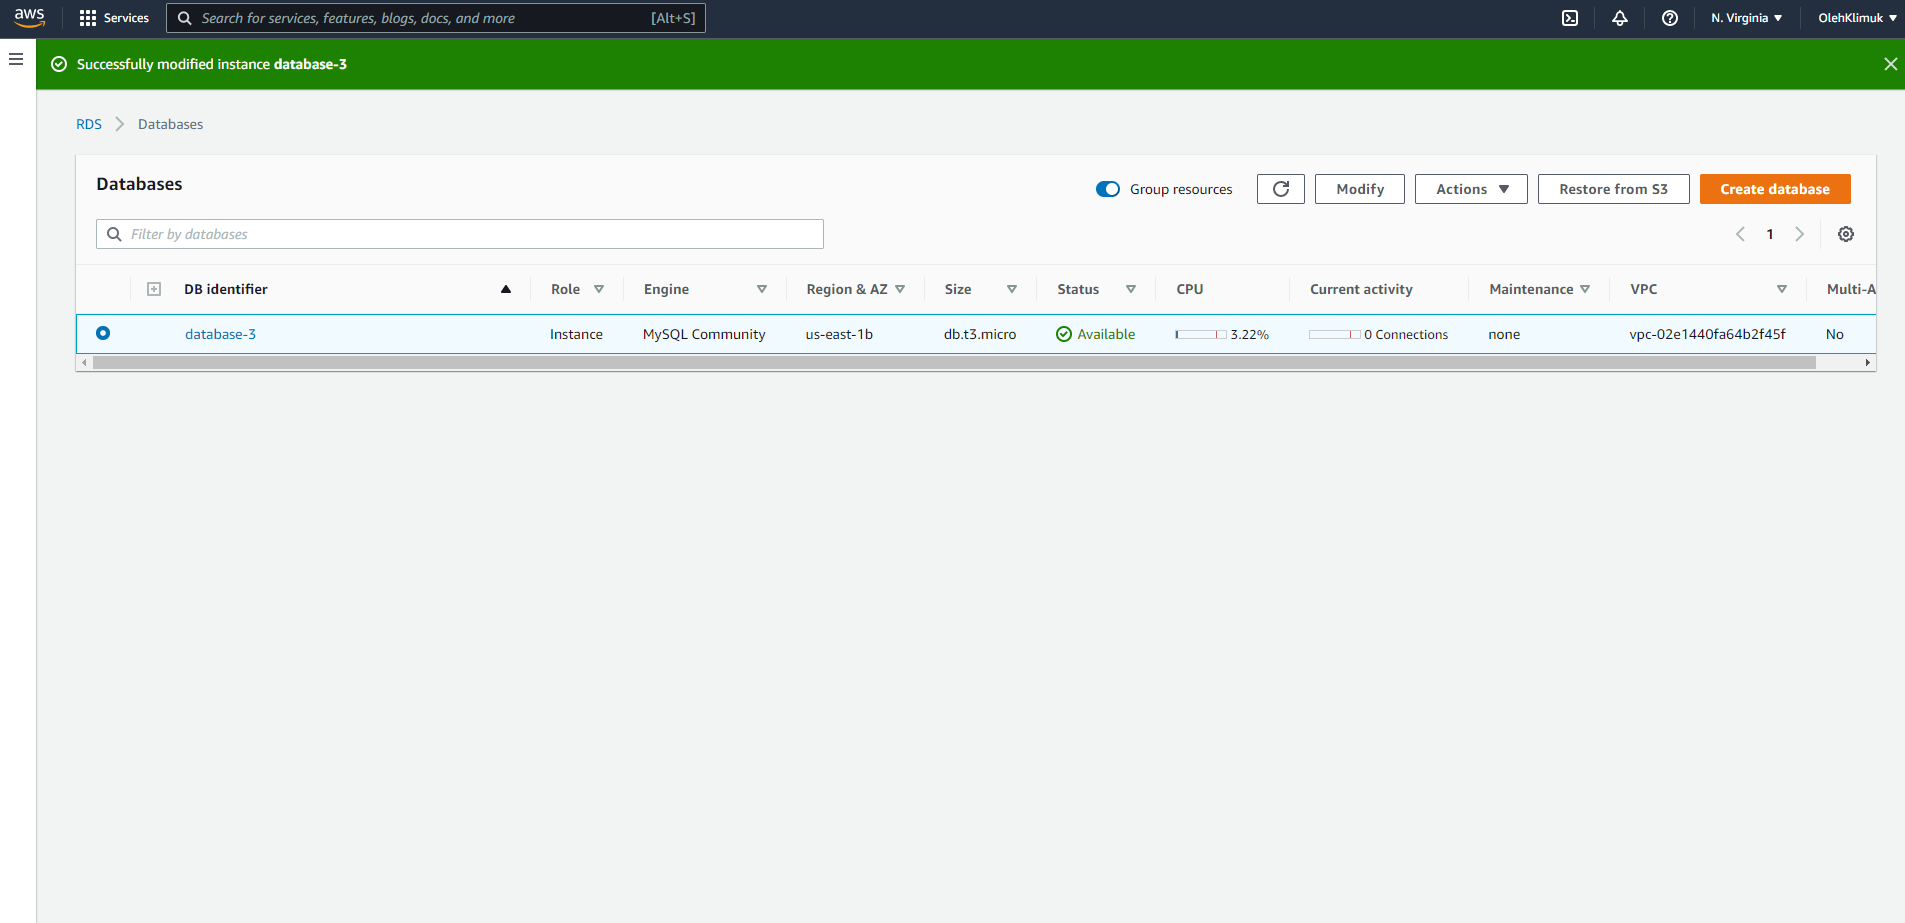 aws Services Search for services, features, blogs, docs, and more [Alt+S] N. Virginia OlehKlimuk
Successfully modified instance database-3
RDS Databases
Databases
Group resources Modify Actions Restore from S3 Create database
Filter by databases 1
DB identifier Role Engine Region & AZ Size Status CPU Current activity Maintenance VPC Multi-A
database-3 Instance MySQL Community us-east-1b db.t3.micro Available 3.22% 0 Connections none vpc-02e1440fa64b2f45f No